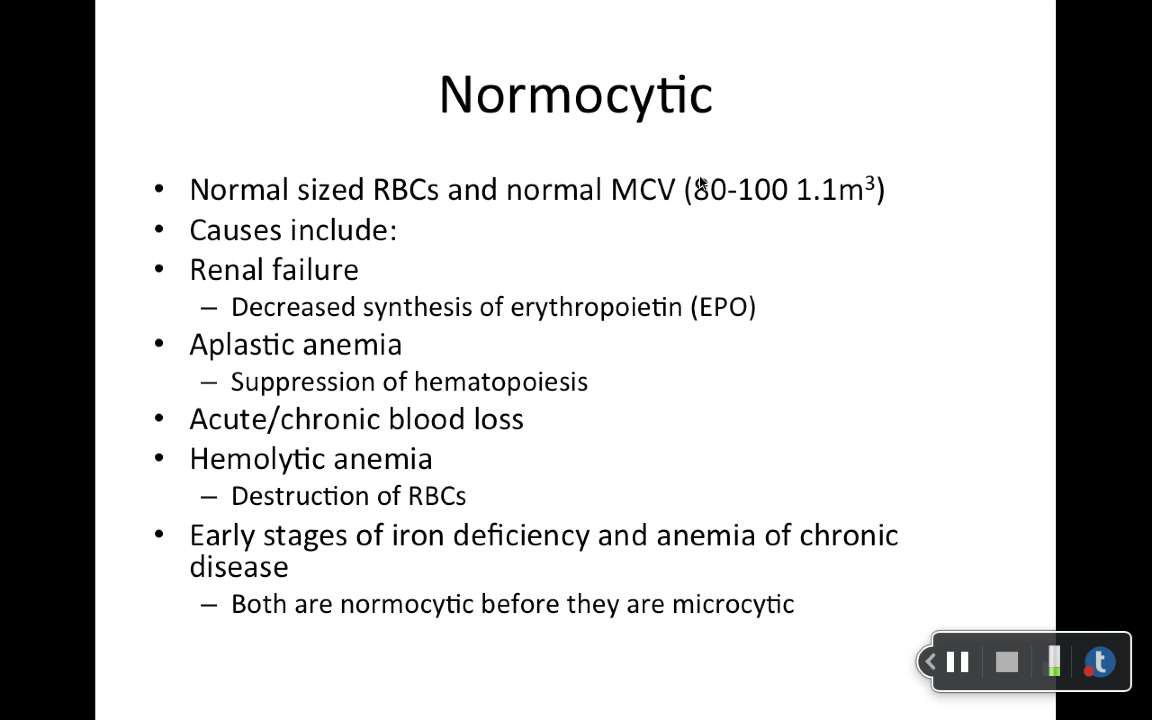 Normocytic
• Normal sized RBCs and normal MCV (80-100 1.1m³)
• Causes include:
• Renal failure
– Decreased synthesis of erythropoietin (EPO)
• Aplastic anemia
– Suppression of hematopoiesis
• Acute/chronic blood loss
• Hemolytic anemia
– Destruction of RBCs
• Early stages of iron deficiency and anemia of chronic
disease
– Both are normocytic before they are microcytic
t